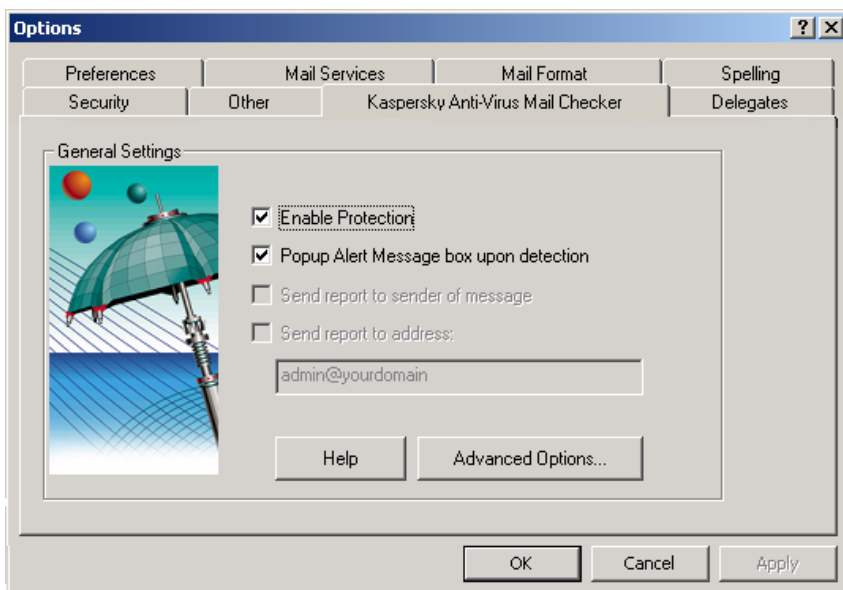 Options
Preferences Mail Services Mail Format Spelling
Security Other Kaspersky Anti-Virus Mail Checker Delegates
General Settings
Enable Protection
Popup Alert Message box upon detection
Send report to sender of message
Send report to address:
admin@yourdomain
Help Advanced Options...
OK Cancel Apply